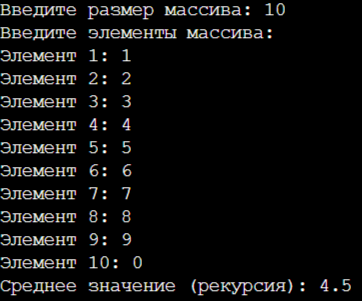 Введите размер массива: 10
Введите элементы массива:
Элемент 1: 1
Элемент 2: 2
Элемент 3: 3
Элемент 4: 4
Элемент 5: 5
Элемент 6: 6
Элемент 7: 7
Элемент 8: 8
Элемент 9: 9
Элемент 10: 0
Среднее значение (рекурсия): 4.5